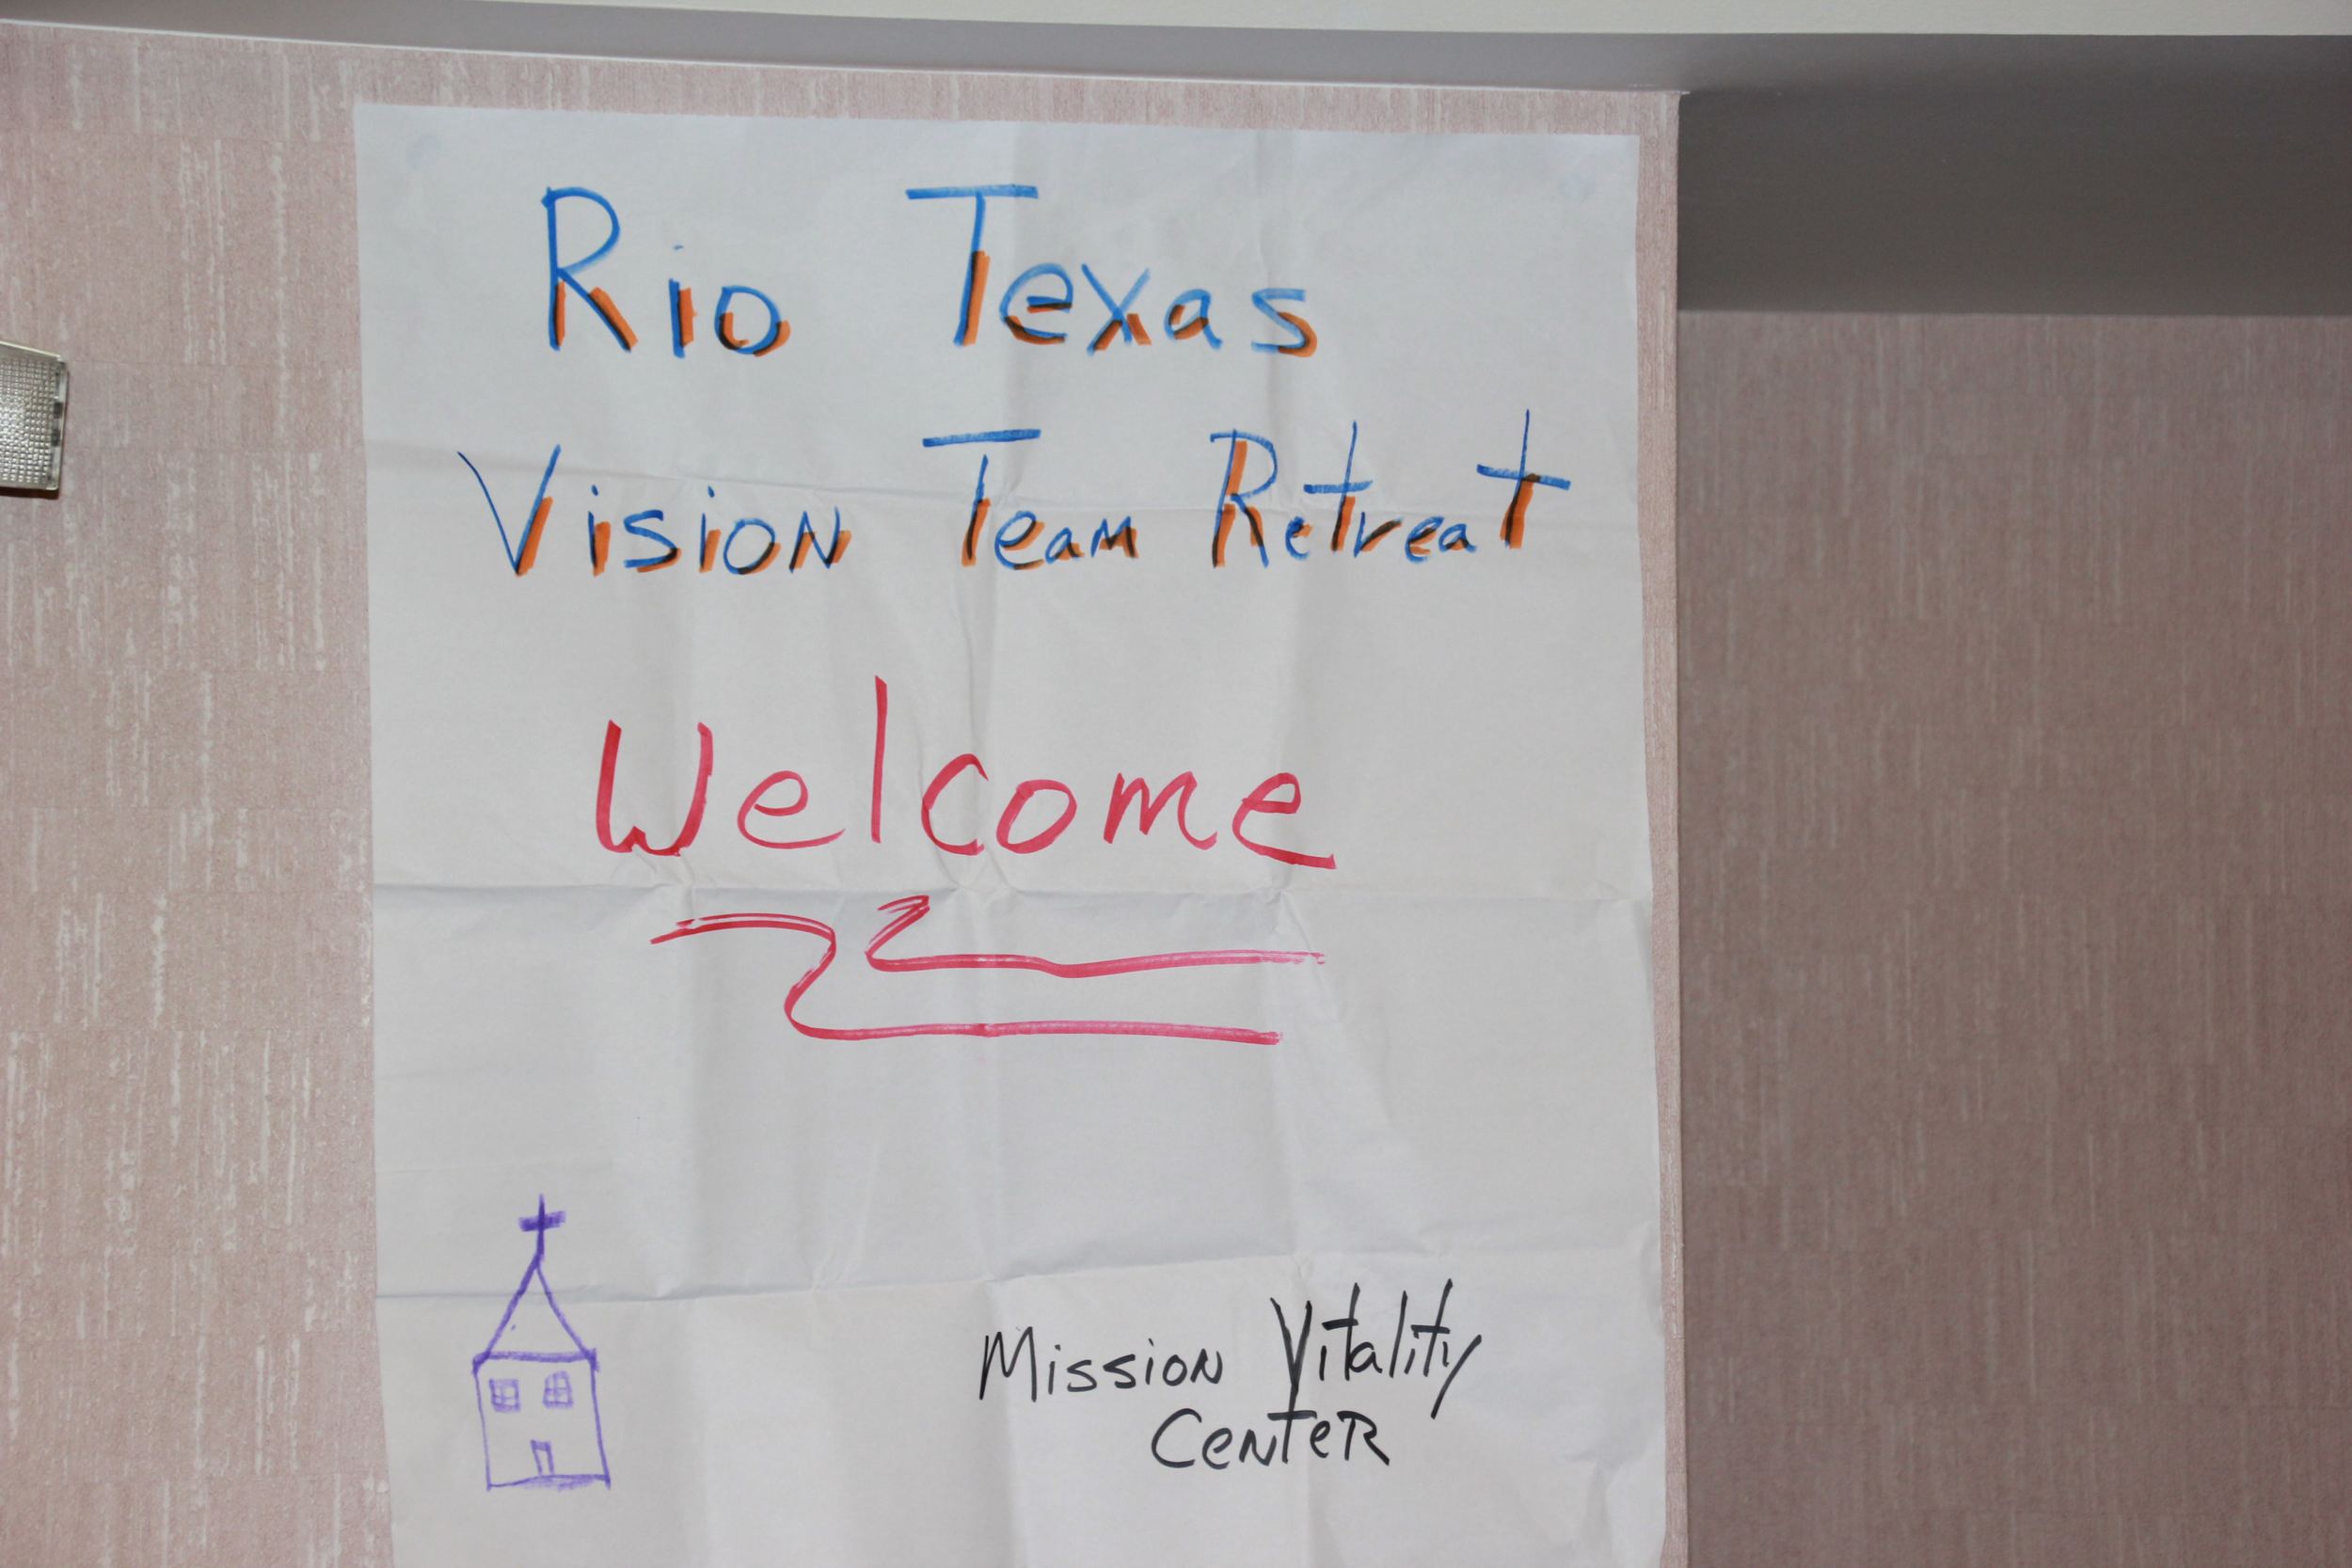 Rio Texas
Vision Team Retreat
Welcome
Mission Vitality
Center